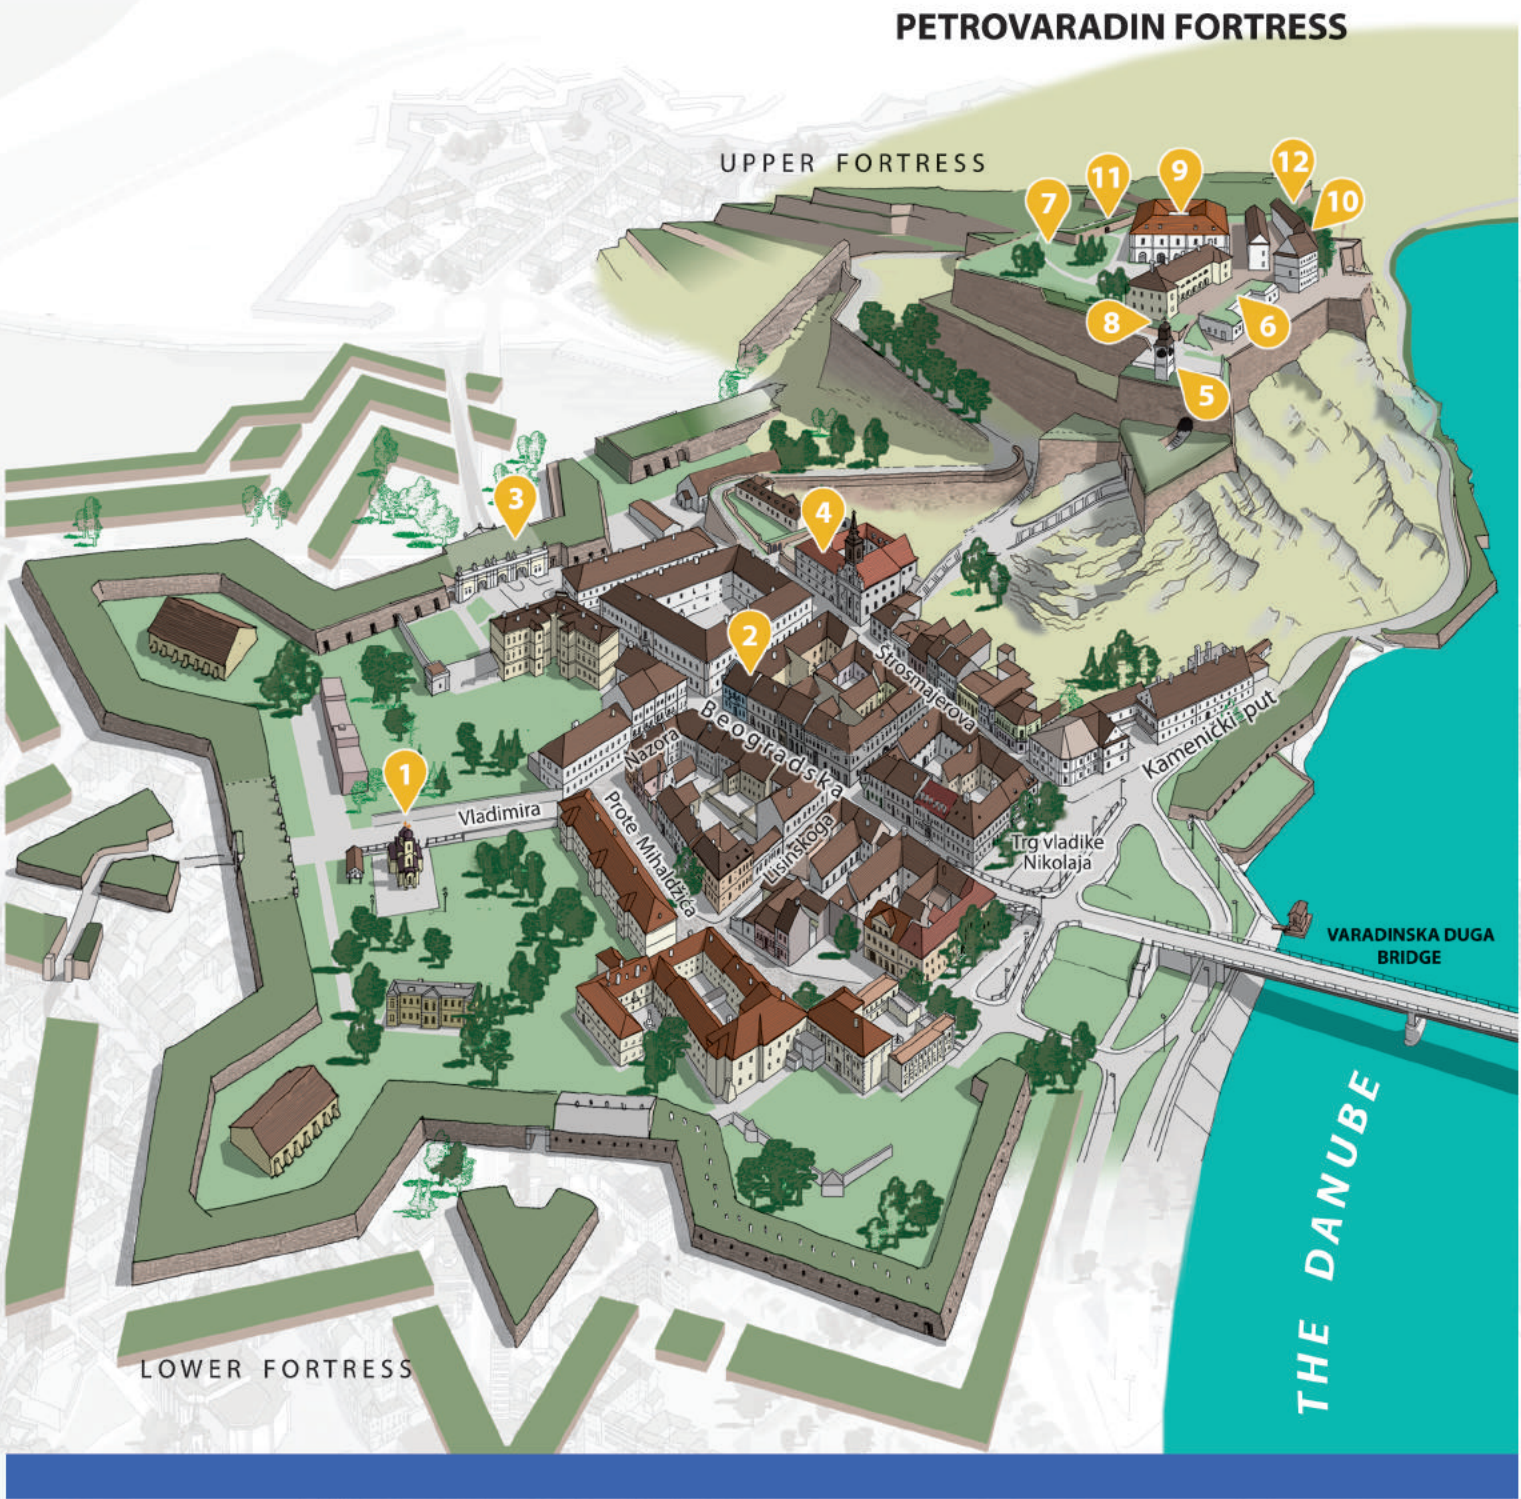 PETROVARADIN FORTRESS
UPPER FORTRESS
12
9
11
10
7
8
6
5
3
4
2
Štrosmajerova
Beogradska
Kamenički put
Nazora
1
Vladimira
Prote Mihaldžića
Lisinskoga
Trg vladike
Nikolaja
VARADINSKA DUGA
BRIDGE
THE DANUBE
LOWER FORTRESS